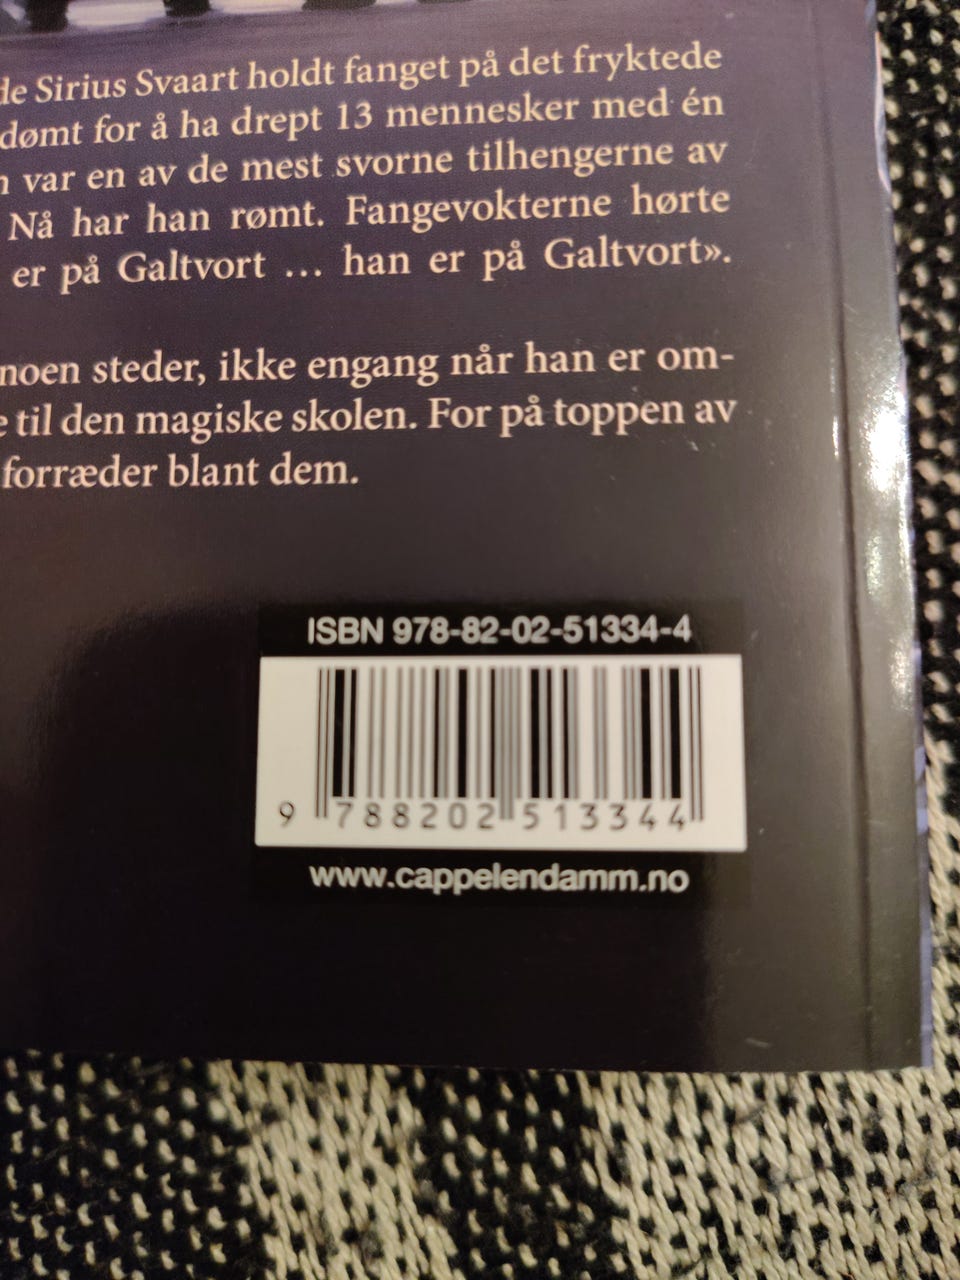 de Sirius Svaart holdt fanget på det fryktede
dømt for å ha drept 13 mennesker med én
var en av de mest svorne tilhengerne av
Nå har han rømt. Fangevokterne hørte
er på Galtvort … han er på Galtvort».
noen steder, ikke engang når han er om-
til den magiske skolen. For på toppen av
forræder blant dem.
ISBN 978-82-02-51334-4
9 788202 513344
www.cappelendamm.no